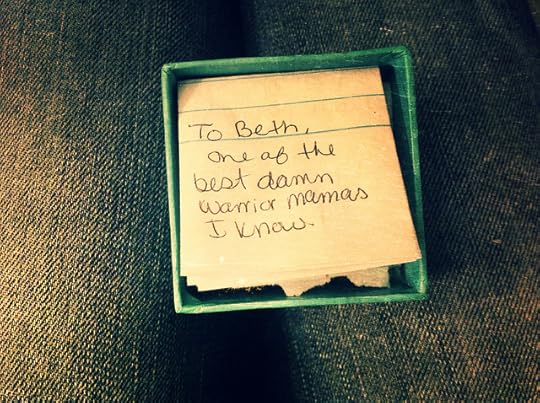 To Beth,
one of the
best damn
warrior mamas
I know.